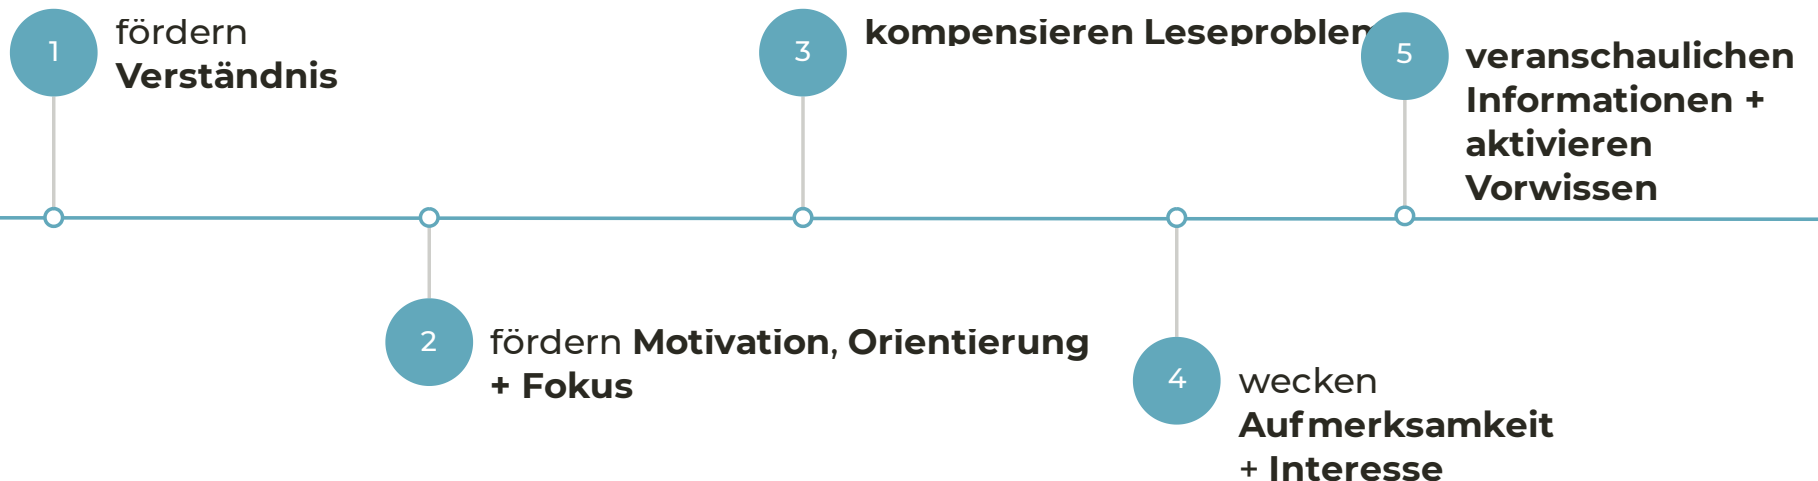 1
fördern
Verständnis
2
fördern Motivation, Orientierung
+ Fokus
3
kompensieren
4
wecken
Aufmerksamkeit
+ Interesse
5
veranschaulichen
Informationen +
aktivieren
Vorwissen